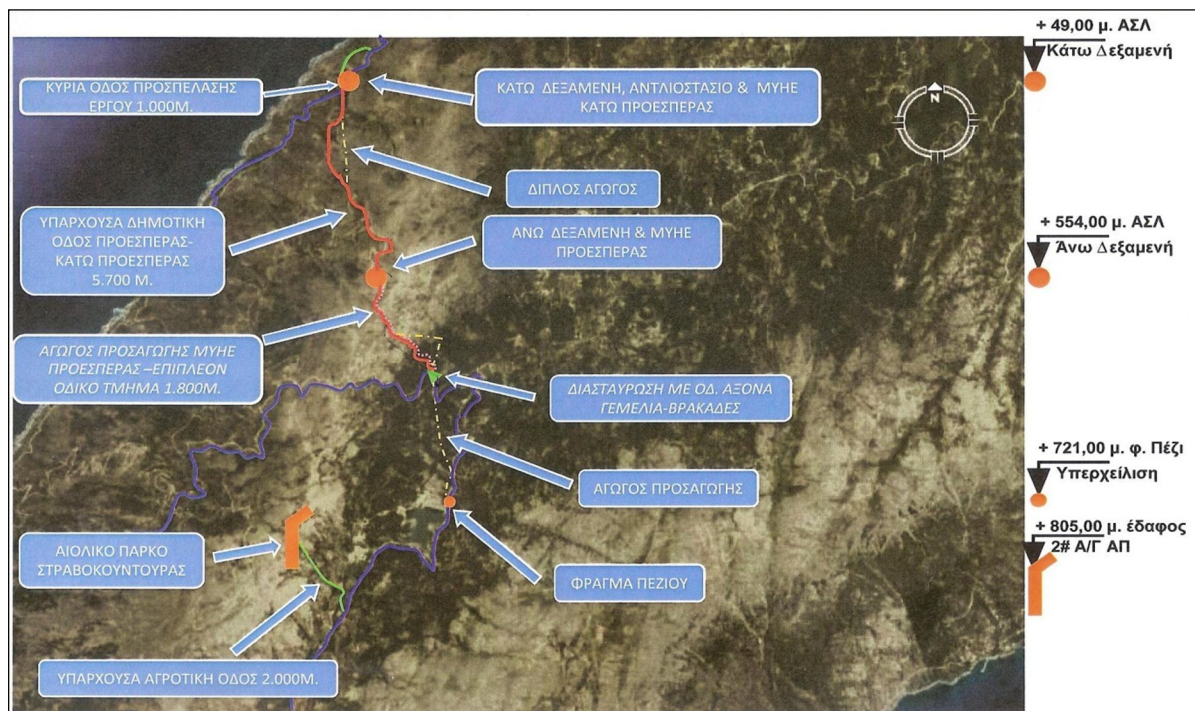 ΚΥΡΙΑ ΟΔΟΣ ΠΡΟΣΠΕΛΑΣΗΣ
ΕΡΓΟΥ 1.000Μ.
ΚΑΤΩ ΔΕΞΑΜΕΝΗ, ΑΝΤΛΙΟΣΤΑΣΙΟ & ΜΥΗΕ
ΚΑΤΩ ΠΡΟΕΣΠΕΡΑΣ
Ν
ΔΙΠΛΟΣ ΑΓΩΓΟΣ
ΥΠΑΡΧΟΥΣΑ ΔΗΜΟΤΙΚΗ
ΟΔΟΣ ΠΡΟΕΣΠΕΡΑΣ-
ΚΑΤΩ ΠΡΟΕΣΠΕΡΑΣ
5.700 Μ.
ΑΝΩ ΔΕΞΑΜΕΝΗ & ΜΥΗΕ
ΠΡΟΕΣΠΕΡΑΣ
ΑΓΩΓΟΣ ΠΡΟΣΑΓΩΓΗΣ ΜΥΗΕ
ΠΡΟΕΣΠΕΡΑΣ –ΕΠΙΠΛΕΟΝ
ΟΔΙΚΟ ΤΜΗΜΑ 1.800Μ.
ΔΙΑΣΤΑΥΡΩΣΗ ΜΕ ΟΔ. ΑΞΟΝΑ
ΓΕΜΕΛΙΑ-ΒΡΑΚΑΔΕΣ
ΑΓΩΓΟΣ ΠΡΟΣΑΓΩΓΗΣ
ΑΙΟΛΙΚΟ ΠΑΡΚΟ
ΣΤΡΑΒΟΚΟΥΝΤΟΥΡΑΣ
ΦΡΑΓΜΑ ΠΕΖΙΟΥ
ΥΠΑΡΧΟΥΣΑ ΑΓΡΟΤΙΚΗ ΟΔΟΣ 2.000Μ.
+ 49,00 μ. ΑΣΛ
Κάτω Δεξαμενή
+ 554,00 μ. ΑΣΛ
Άνω Δεξαμενή
+ 721,00 μ. φ. Πέζι
Υπερχείλιση
+ 805,00 μ. έδαφος
2# Α/Γ ΑΠ